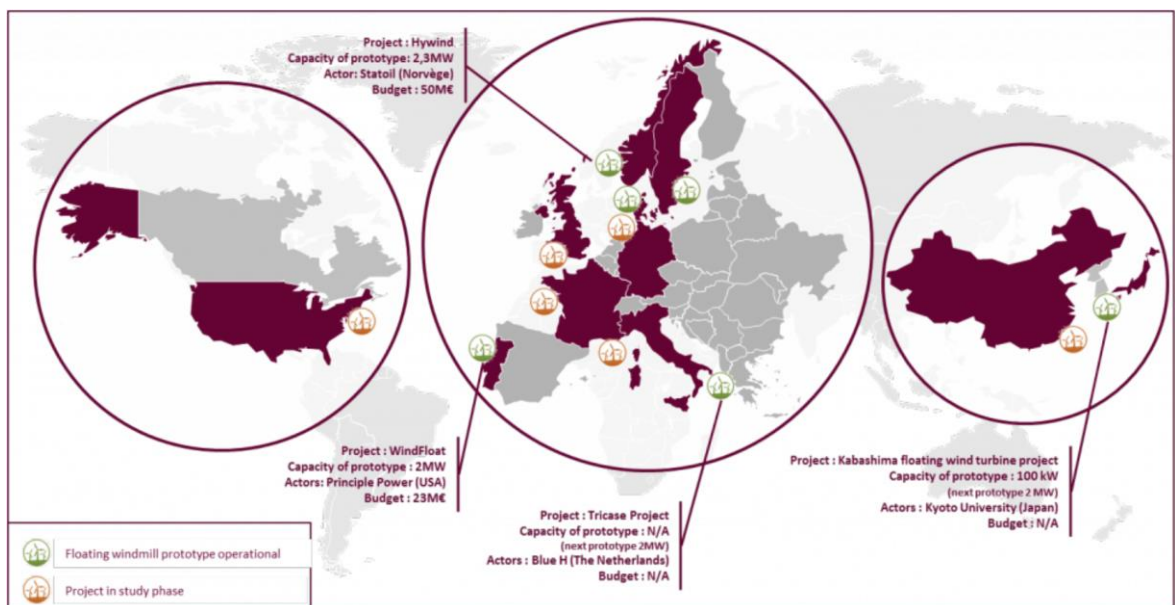 Project : Hywind
Capacity of prototype: 2,3MW
Actor: Statoil (Norvège)
Budget : 50M€
Project : WindFloat
Capacity of prototype : 2MW
Actors: Principle Power (USA)
Budget : 23M€
Project : Tricase Project
Capacity of prototype : N/A
(next prototype 2MW)
Actors : Blue H (The Netherlands)
Budget : N/A
Project : Kabashima floating wind turbine project
Capacity of prototype : 100 kW
(next prototype 2 MW)
Actors : Kyoto University (Japan)
Budget : N/A
Floating windmill prototype operational
Project in study phase